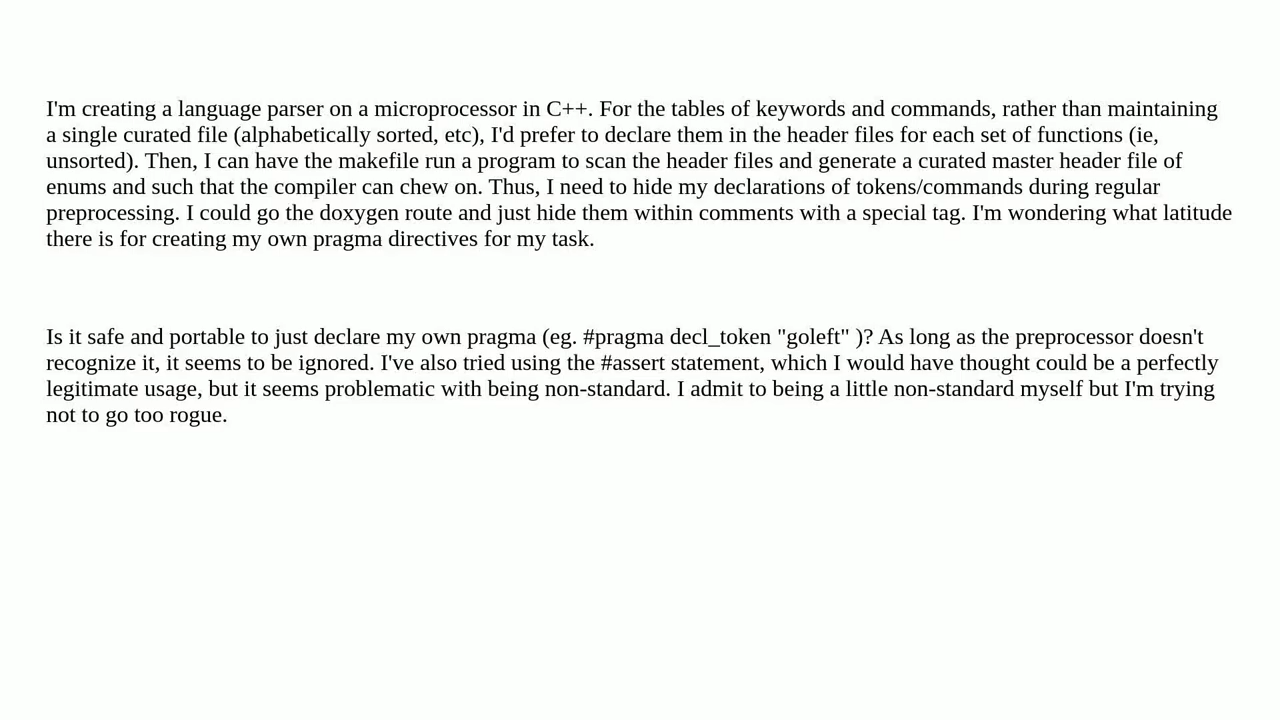 I'm creating a language parser on a microprocessor in C++. For the tables of keywords and commands, rather than maintaining
a single curated file (alphabetically sorted, etc), I'd prefer to declare them in the header files for each set of functions (ie,
unsorted). Then, I can have the makefile run a program to scan the header files and generate a curated master header file of
enums and such that the compiler can chew on. Thus, I need to hide my declarations of tokens/commands during regular
preprocessing. I could go the doxygen route and just hide them within comments with a special tag. I'm wondering what latitude
there is for creating my own pragma directives for my task.
Is it safe and portable to just declare my own pragma (eg. #pragma decl_token "goleft" )? As long as the preprocessor doesn't
recognize it, it seems to be ignored. I've also tried using the #assert statement, which I would have thought could be a perfectly
legitimate usage, but it seems problematic with being non-standard. I admit to being a little non-standard myself but I'm trying
not to go too rogue.